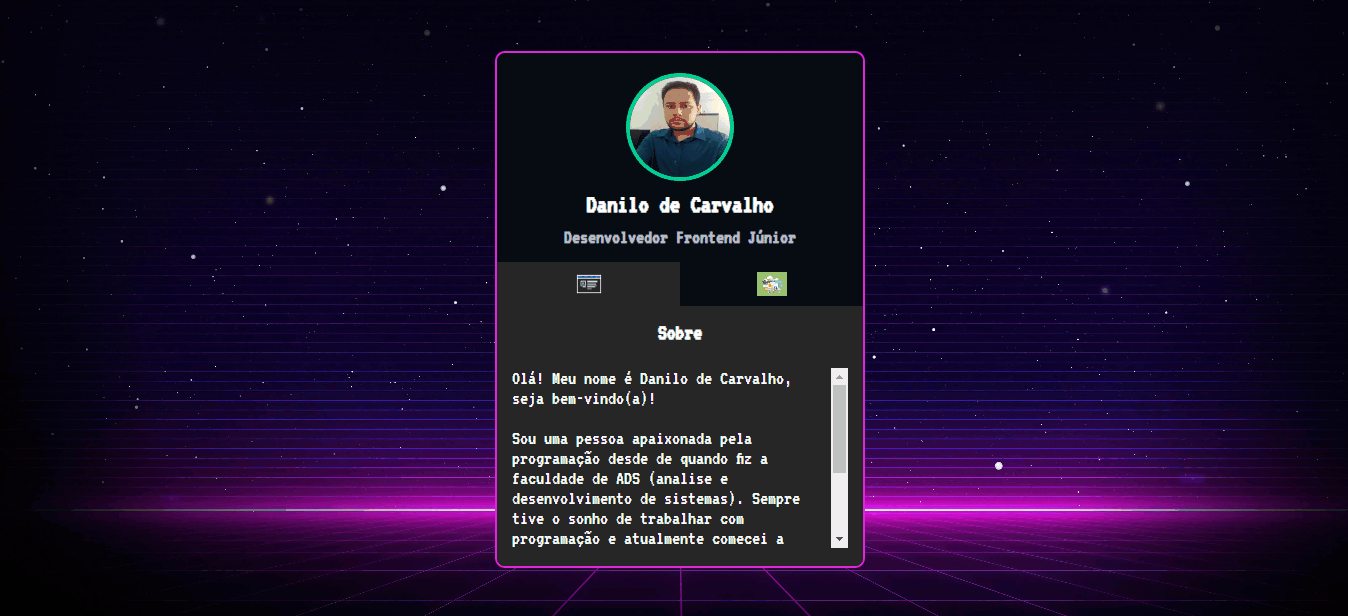 Danilo de Carvalho
Desenvolvedor Frontend Júnior
Sobre
Olá! Meu nome é Danilo de Carvalho,
seja bem-vindo(a)!
Sou uma pessoa apaixonada pela
programação desde de quando fiz a
faculdade de ADS (analise e
desenvolvimento de sistemas). Sempre
tive o sonho de trabalhar com
programação e atualmente comecei a